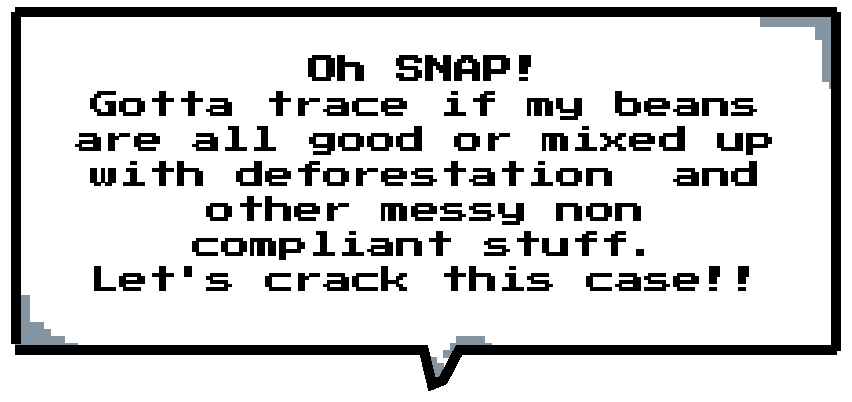 Oh SNAP!
Gotta trace if my beans
are all good or mixed up
with deforestation  and
other messy non
compliant stuff.
Let's crack this case!!